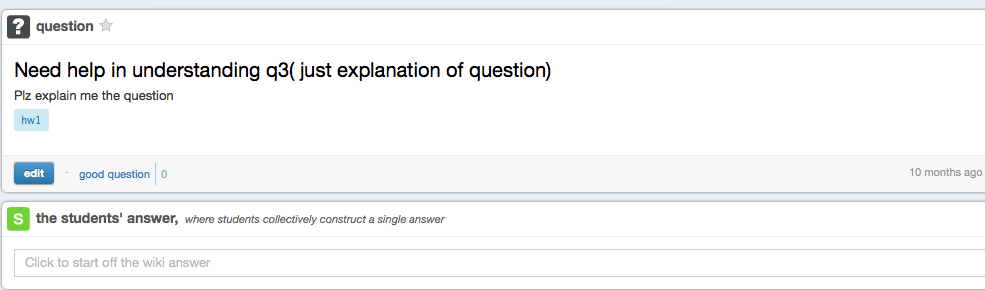 ? question
Need help in understanding q3( just explanation of question)
Plz explain me the question
hw1
edit · good question 0 10 months ago
S the students' answer, where students collectively construct a single answer
Click to start off the wiki answer